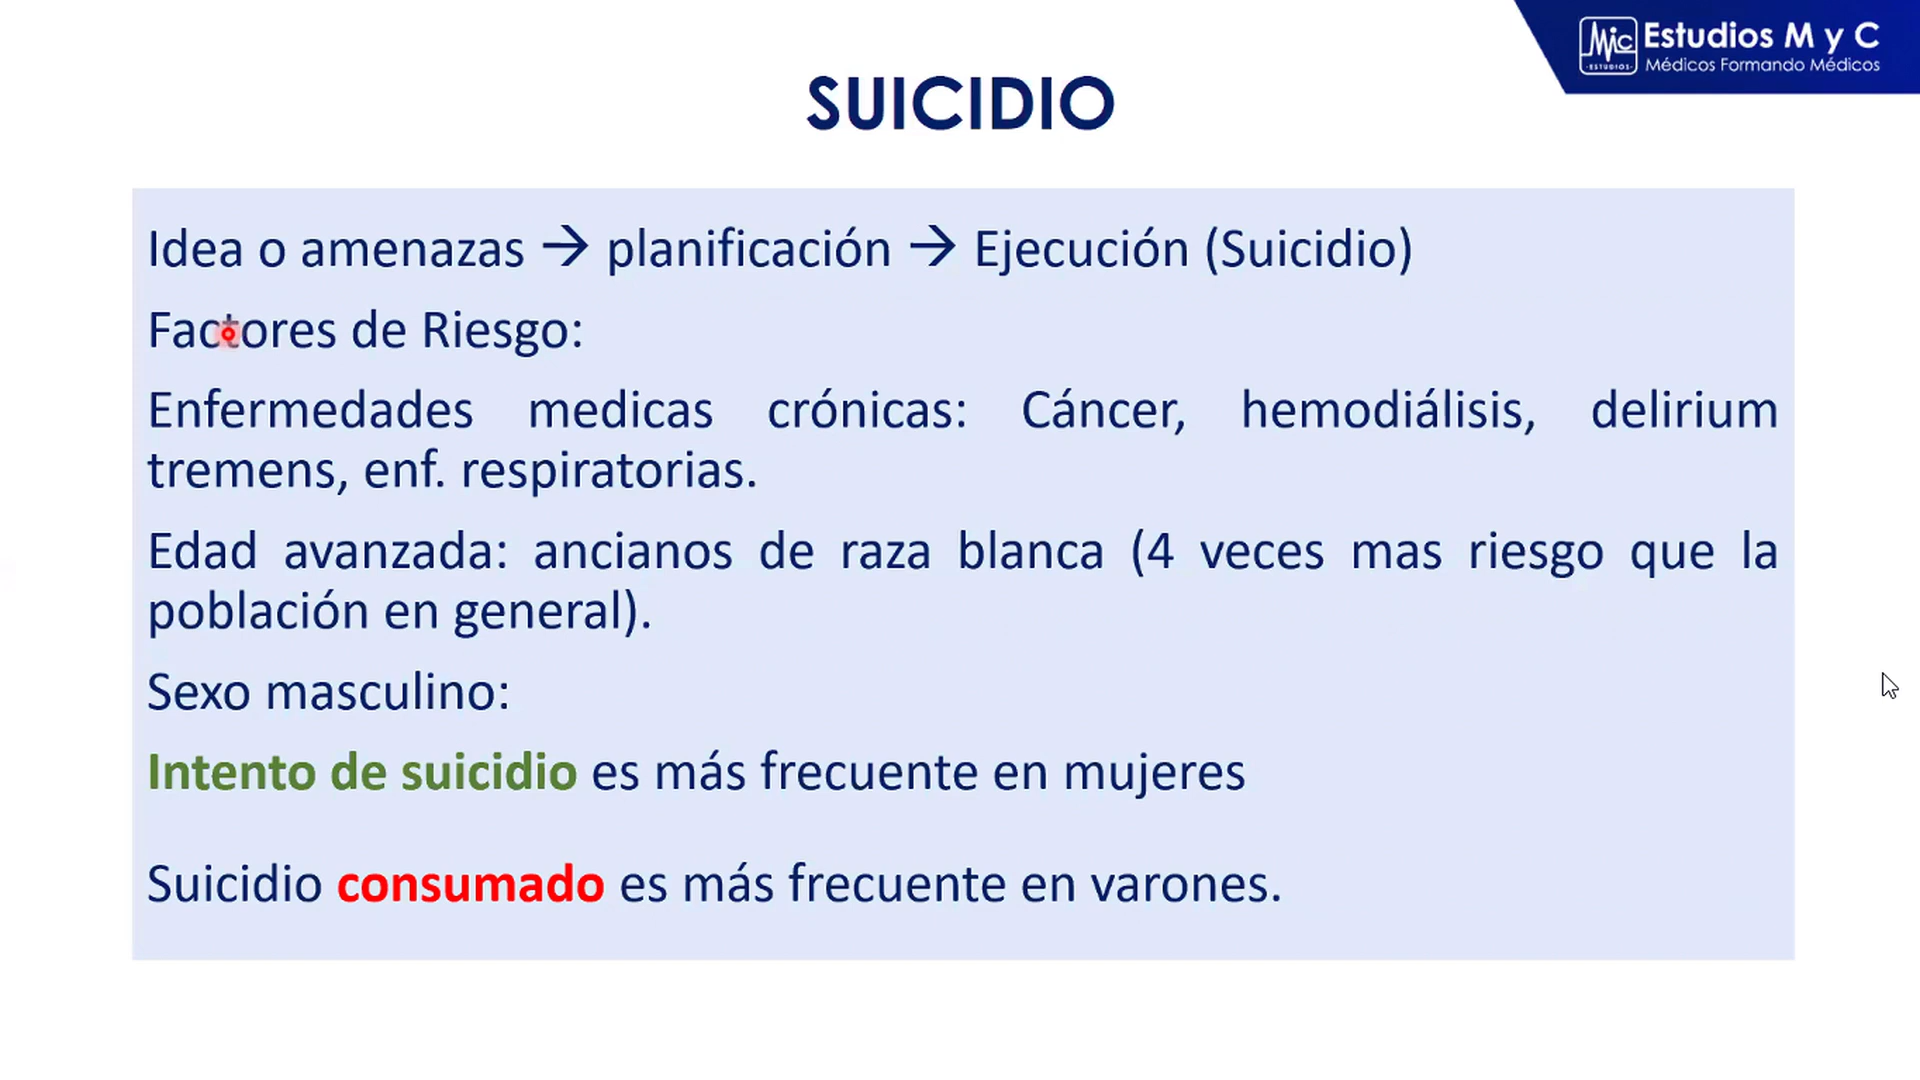 Estudios M y C
Mic
ESTUDIOS
Médicos Formando Médicos
SUICIDIO
Idea o amenazas → planificación → Ejecución (Suicidio)
Factores de Riesgo:
Enfermedades medicas crónicas: Cáncer, hemodiálisis, delirium
tremens, enf. respiratorias.
Edad avanzada: ancianos de raza blanca (4 veces mas riesgo que la
población en general).
Sexo masculino:
Intento de suicidio es más frecuente en mujeres
Suicidio consumado es más frecuente en varones.